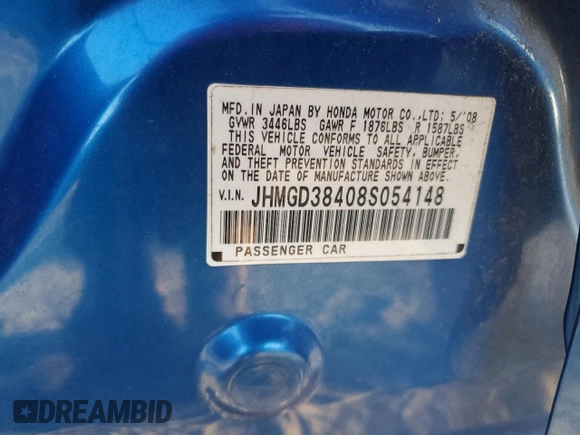 MFD. IN JAPAN BY HONDA MOTOR CO.,LTD; 5/'08
GVWR 3446LBS GAWR F 1876LBS - R 1587LBS
THIS VEHICLE CONFORMS TO ALL APPLICABLE
FEDERAL MOTOR VEHICLE SAFETY, BUMPER,
AND THEFT PREVENTION STANDARDS IN EFFECT
ON THE DATE OF MANUFACTURE SHOWN ABOVE.
V.I.N. JHMGD38408S054148
PASSENGER CAR
DREAMBID